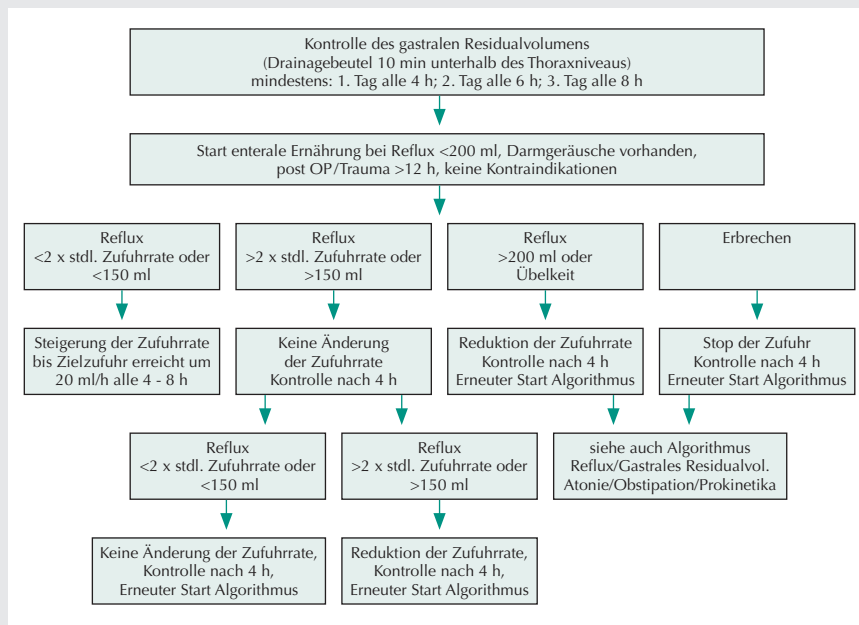 Kontrolle des gastralen Residualvolumens
(Drainagebeutel 10 min unterhalb des Thoraxniveaus)
mindestens: 1. Tag alle 4 h; 2. Tag alle 6 h; 3. Tag alle 8 h
Start enterale Ernährung bei Reflux <200 ml, Darmgeräusche vorhanden,
post OP/Trauma >12 h, keine Kontraindikationen
Reflux
<2 x stdl. Zufuhrrate oder
<150 ml
Reflux
>2 x stdl. Zufuhrrate oder
>150 ml
Reflux
>200 ml oder
Übelkeit
Erbrechen
Steigerung der Zufuhrrate
bis Zielzufuhr erreicht um
20 ml/h alle 4 - 8 h
Keine Änderung
der Zufuhrrate
Kontrolle nach 4 h
Reduktion der Zufuhrrate
Kontrolle nach 4 h
Erneuter Start Algorithmus
Stop der Zufuhr
Kontrolle nach 4 h
Erneuter Start Algorithmus
Reflux
<2 x stdl. Zufuhrrate oder
<150 ml
Reflux
>2 x stdl. Zufuhrrate oder
>150 ml
siehe auch Algorithmus
Reflux/Gastrales Residualvol.
Atonie/Obstipation/Prokinetika
Keine Änderung der Zufuhrrate,
Kontrolle nach 4 h,
Erneuter Start Algorithmus
Reduktion der Zufuhrrate,
Kontrolle nach 4 h,
Erneuter Start Algorithmus